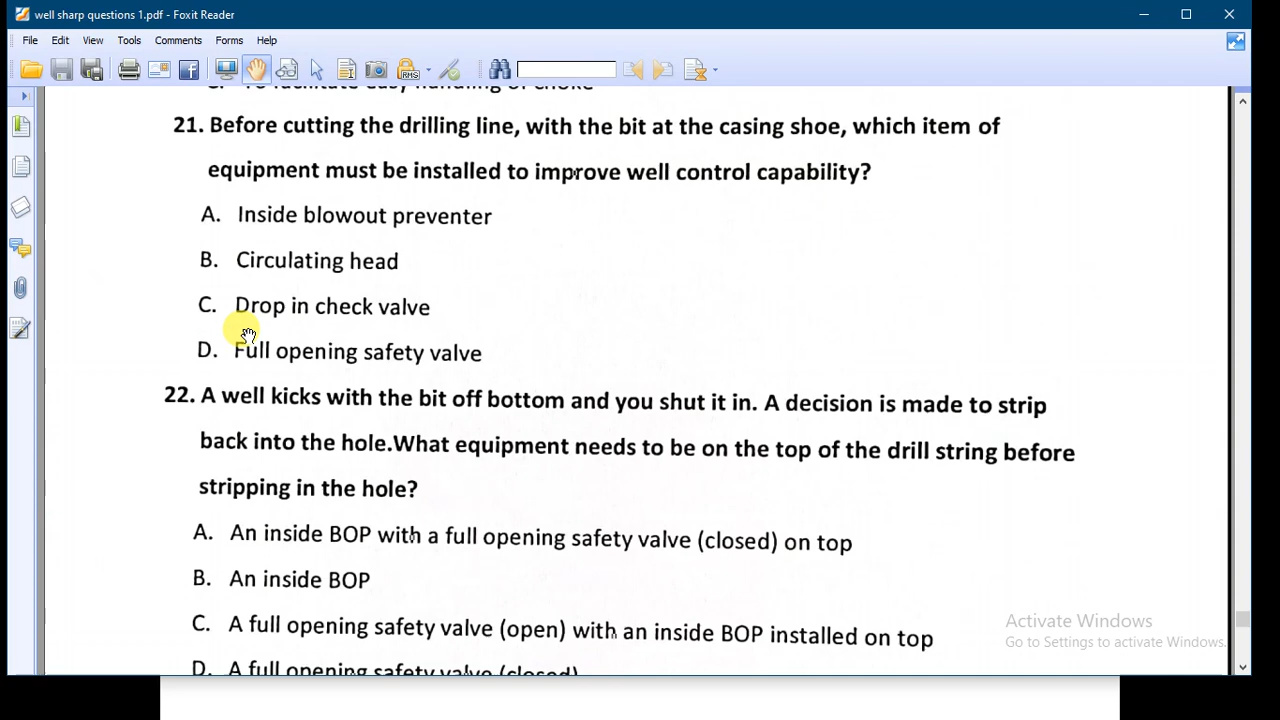 well sharp questions 1.pdf - Foxit Reader
File Edit View Tools Comments Forms Help
21. Before cutting the drilling line, with the bit at the casing shoe, which item of
equipment must be installed to improve well control capability?
A. Inside blowout preventer
B. Circulating head
C. Drop in check valve
D. Full opening safety valve
22. A well kicks with the bit off bottom and you shut it in. A decision is made to strip
back into the hole.What equipment needs to be on the top of the drill string before
stripping in the hole?
A. An inside BOP with a full opening safety valve (closed) on top
B. An inside BOP
C. A full opening safety valve (open) with an inside BOP installed on top
D. A full opening safety valve (closed)
Activate Windows
Go to Settings to activate Windows.